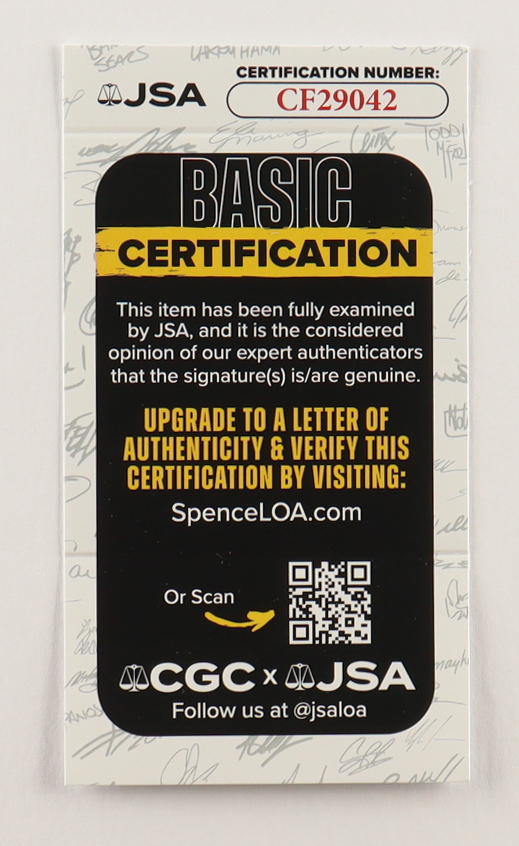 CERTIFICATION NUMBER:
JSA
CF29042
BASIC
CERTIFICATION
This item has been fully examined
by JSA, and it is the considered
opinion of our expert authenticators
that the signature(s) is/are genuine.
UPGRADE TO A LETTER OF
AUTHENTICITY & VERIFY THIS
CERTIFICATION BY VISITING:
SpenceLOA.com
Or Scan
CGC x JSA
Follow us at @jsaloa